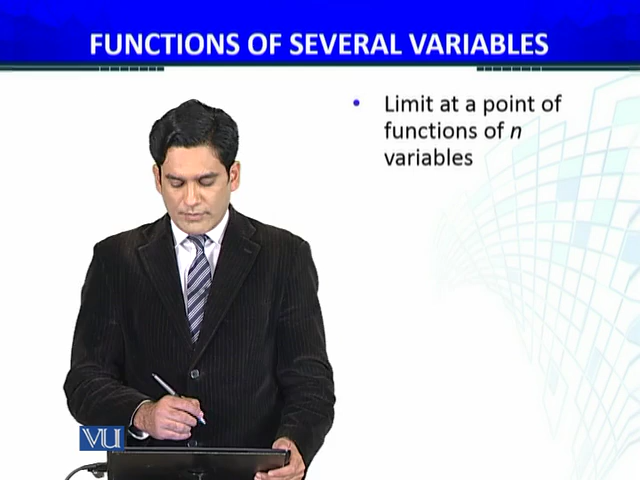 FUNCTIONS OF SEVERAL VARIABLES
• Limit at a point of
functions of n
variables
VU